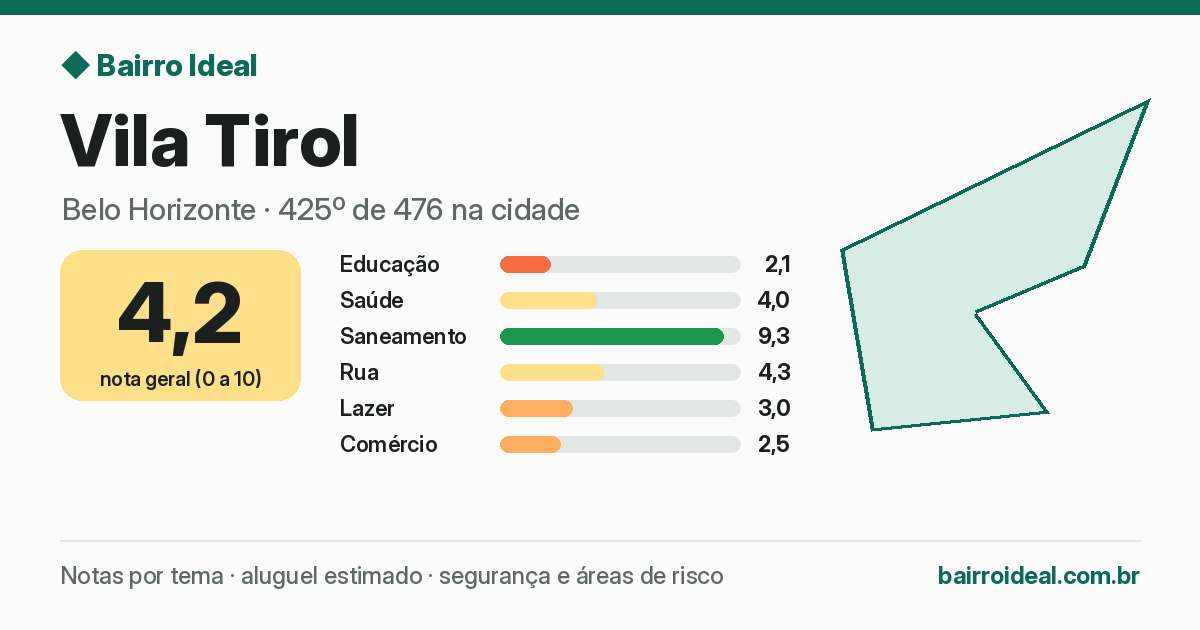 Bairro Ideal
Vila Tirol
Belo Horizonte · 425º de 476 na cidade
4,2
nota geral (0 a 10)
Educação 2,1
Saúde 4,0
Saneamento 9,3
Rua 4,3
Lazer 3,0
Comércio 2,5
Notas por tema · aluguel estimado · segurança e áreas de risco
bairroideal.com.br